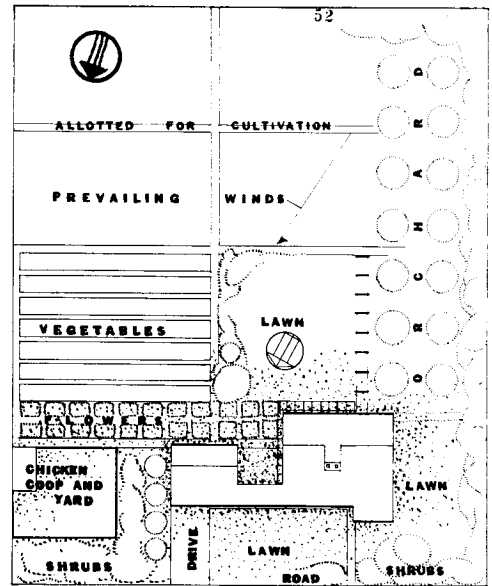 52
ALLOTTED FOR CULTIVATION
PREVAILING WINDS
ORCHARD
VEGETABLES
LAWN
FLOWERS
CHICKEN
COOP AND
YARD
LAWN
SHRUBS
DRIVE
LAWN
ROAD
SHRUBS